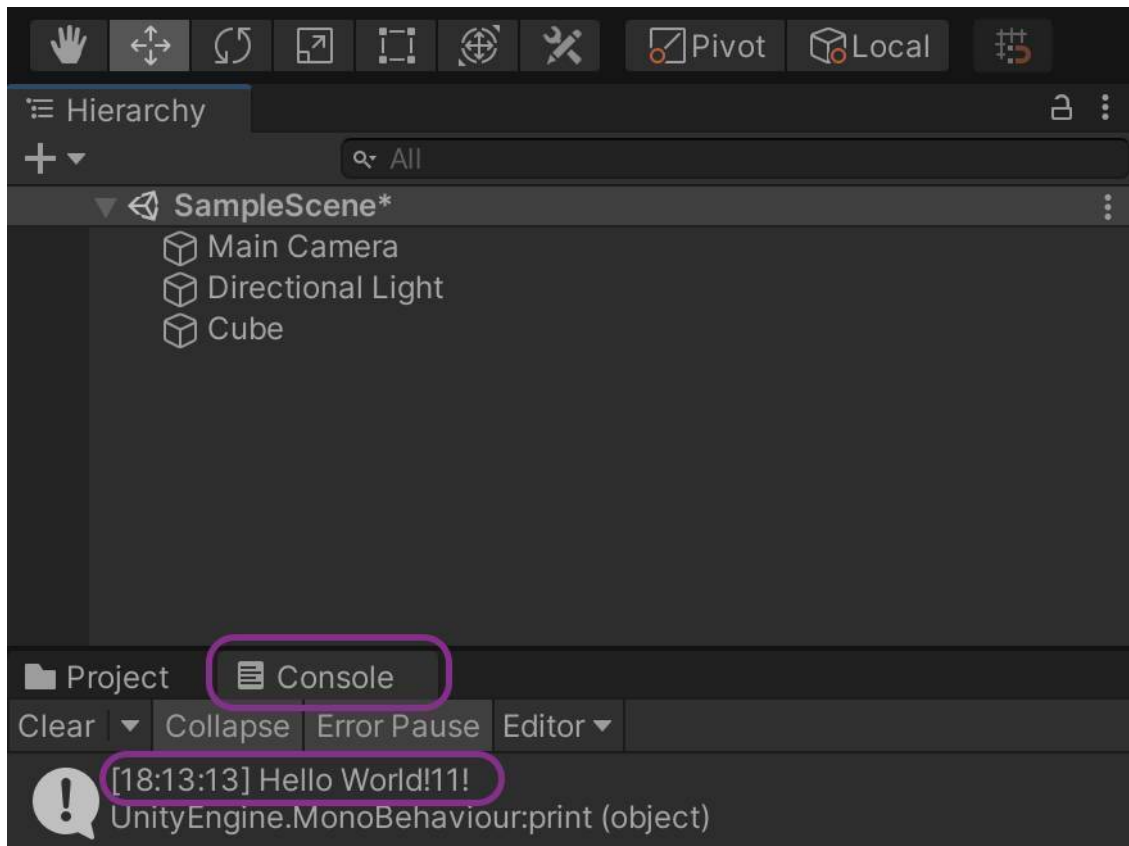 Pivot Local
Hierarchy
All
SampleScene*
Main Camera
Directional Light
Cube
Project Console
Clear Collapse Error Pause Editor
[18:13:13] Hello World!11!
UnityEngine.MonoBehaviour:print (object)